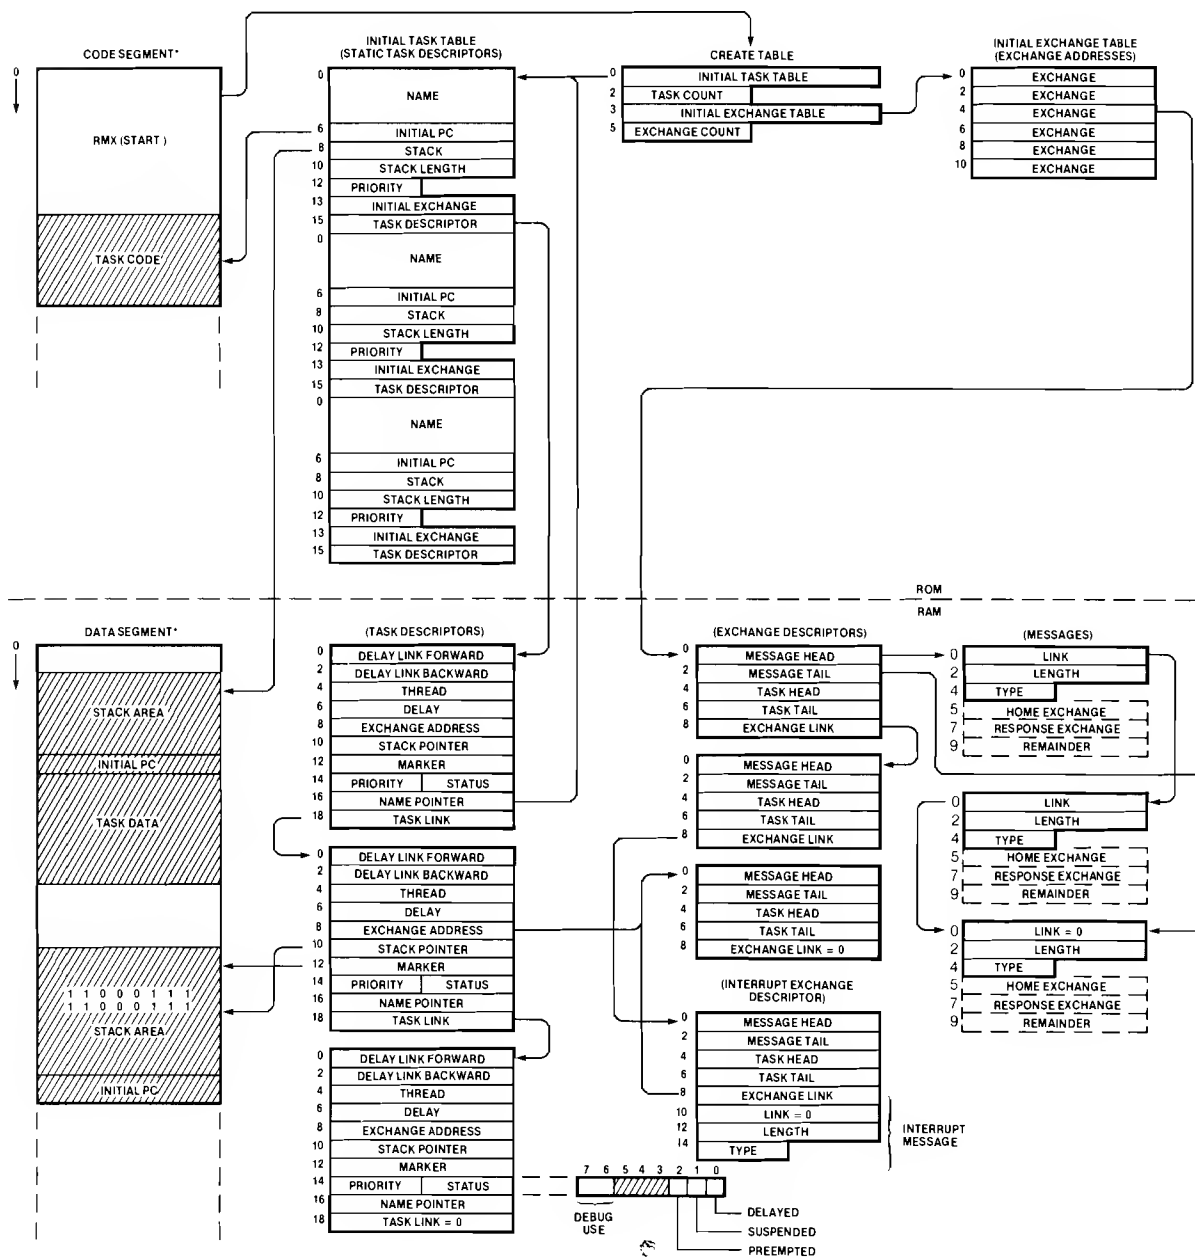 CODE SEGMENT*
0
RMX (START )
TASK CODE
INITIAL TASK TABLE
(STATIC TASK DESCRIPTORS)
0
NAME
6 INITIAL PC
8 STACK
10 STACK LENGTH
12 PRIORITY
13 INITIAL EXCHANGE
15 TASK DESCRIPTOR
0
NAME
6 INITIAL PC
8 STACK
10 STACK LENGTH
12 PRIORITY
13 INITIAL EXCHANGE
15 TASK DESCRIPTOR
0
NAME
6 INITIAL PC
8 STACK
10 STACK LENGTH
12 PRIORITY
13 INITIAL EXCHANGE
15 TASK DESCRIPTOR
CREATE TABLE
0 INITIAL TASK TABLE
2 TASK COUNT
3 INITIAL EXCHANGE TABLE
5 EXCHANGE COUNT
INITIAL EXCHANGE TABLE
(EXCHANGE ADDRESSES)
0 EXCHANGE
2 EXCHANGE
4 EXCHANGE
6 EXCHANGE
8 EXCHANGE
10 EXCHANGE
ROM
RAM
DATA SEGMENT*
0
STACK AREA
INITIAL PC
TASK DATA
1 1 0 0 0 1 1 1
1 1 0 0 0 1 1 1
STACK AREA
INITIAL PC
(TASK DESCRIPTORS)
0 DELAY LINK FORWARD
2 DELAY LINK BACKWARD
4 THREAD
6 DELAY
8 EXCHANGE ADDRESS
10 STACK POINTER
12 MARKER
14 PRIORITY STATUS
16 NAME POINTER
18 TASK LINK
0 DELAY LINK FORWARD
2 DELAY LINK BACKWARD
4 THREAD
6 DELAY
8 EXCHANGE ADDRESS
10 STACK POINTER
12 MARKER
14 PRIORITY STATUS
16 NAME POINTER
18 TASK LINK
0 DELAY LINK FORWARD
2 DELAY LINK BACKWARD
4 THREAD
6 DELAY
8 EXCHANGE ADDRESS
10 STACK POINTER
12 MARKER
14 PRIORITY STATUS
16 NAME POINTER
18 TASK LINK = 0
(EXCHANGE DESCRIPTORS)
0 MESSAGE HEAD
2 MESSAGE TAIL
4 TASK HEAD
6 TASK TAIL
8 EXCHANGE LINK
0 MESSAGE HEAD
2 MESSAGE TAIL
4 TASK HEAD
6 TASK TAIL
8 EXCHANGE LINK
0 MESSAGE HEAD
2 MESSAGE TAIL
4 TASK HEAD
6 TASK TAIL
8 EXCHANGE LINK = 0
(INTERRUPT EXCHANGE
DESCRIPTOR)
0 MESSAGE HEAD
2 MESSAGE TAIL
4 TASK HEAD
6 TASK TAIL
8 EXCHANGE LINK
10 LINK = 0
12 LENGTH
14 TYPE
INTERRUPT
MESSAGE
(MESSAGES)
0 LINK
2 LENGTH
4 TYPE
5 HOME EXCHANGE
7 RESPONSE EXCHANGE
9 REMAINDER
0 LINK
2 LENGTH
4 TYPE
5 HOME EXCHANGE
7 RESPONSE EXCHANGE
9 REMAINDER
0 LINK = 0
2 LENGTH
4 TYPE
5 HOME EXCHANGE
7 RESPONSE EXCHANGE
9 REMAINDER
7 6 5 4 3 2 1 0
DEBUG
USE
DELAYED
SUSPENDED
PREEMPTED